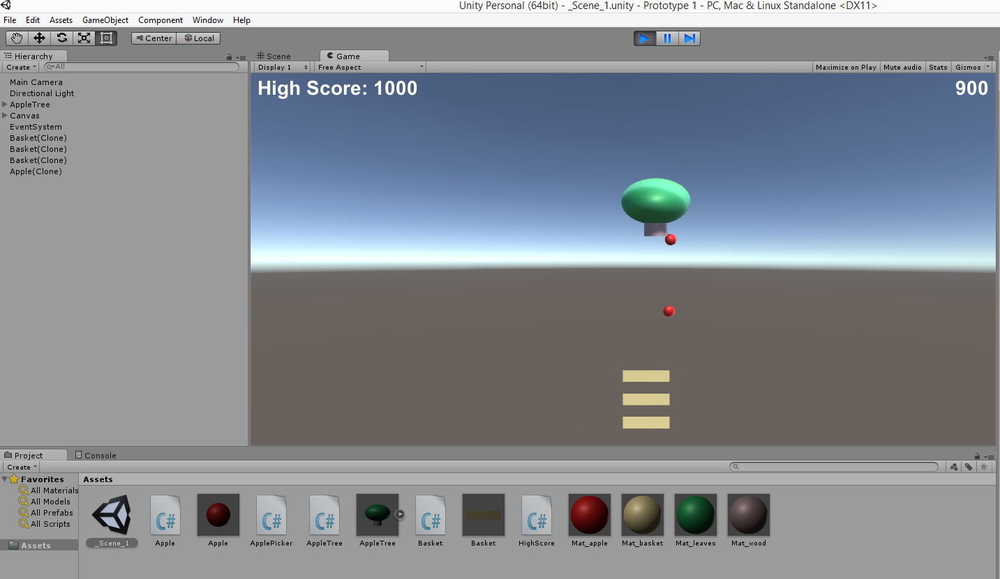 Unity Personal (64bit) - _Scene_1.unity - Prototype 1 - PC, Mac & Linux Standalone <DX11>
File Edit Assets GameObject Component Window Help
Center Local
Hierarchy
Create All
Main Camera
Directional Light
AppleTree
Canvas
EventSystem
Basket(Clone)
Basket(Clone)
Basket(Clone)
Apple(Clone)
Scene Game
Display 1 Free Aspect Maximize on Play Mute audio Stats Gizmos
High Score: 1000 900
Project Console
Create
Favorites
All Materials
All Models
All Prefabs
All Scripts
Assets
Assets
C# C# C# C# C#
_Scene_1 Apple Apple ApplePicker AppleTree AppleTree Basket Basket HighScore Mat_apple Mat_basket Mat_leaves Mat_wood